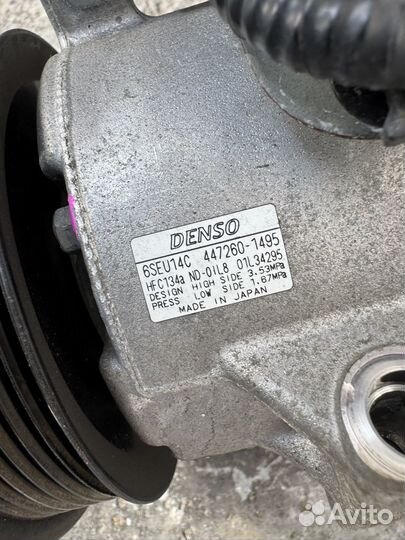 DENSO
6SEU14C 447260-1495
HFC134a ND-OIL8 01L34295
DESIGN HIGH SIDE 3.53MPa
PRESS LOW SIDE 1.67MPa
MADE IN JAPAN
Avito